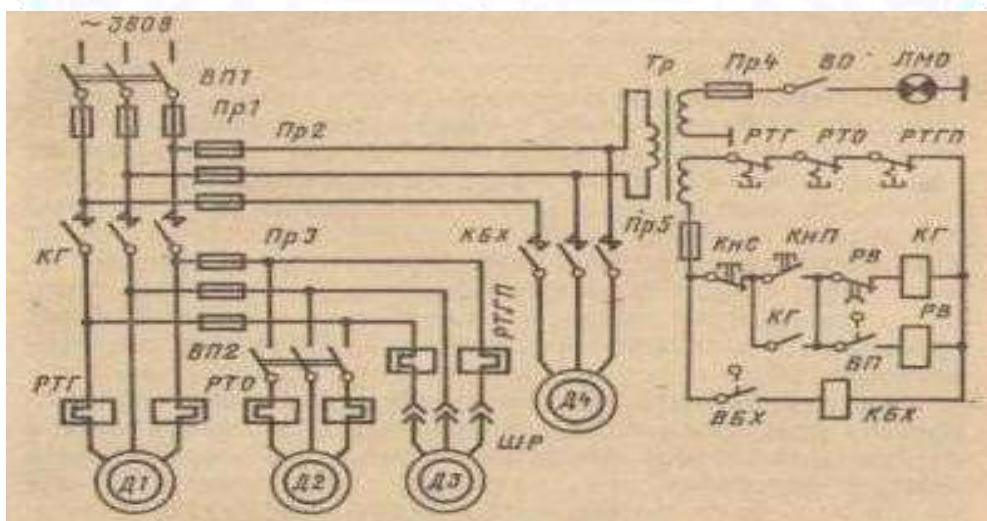 ~ 380В
ВП1
Пр1
Пр2
Тр
Пр4
ВО
ЛМО
РТГ
РТО
РТГП
КГ
Пр3
КБХ
Пр5
КнС
КнП
РВ
КГ
РТГП
КГ
РВ
ВП
ВП2
РТГ
РТО
Д4
ВБХ
КБХ
ШР
Д1
Д2
Д3